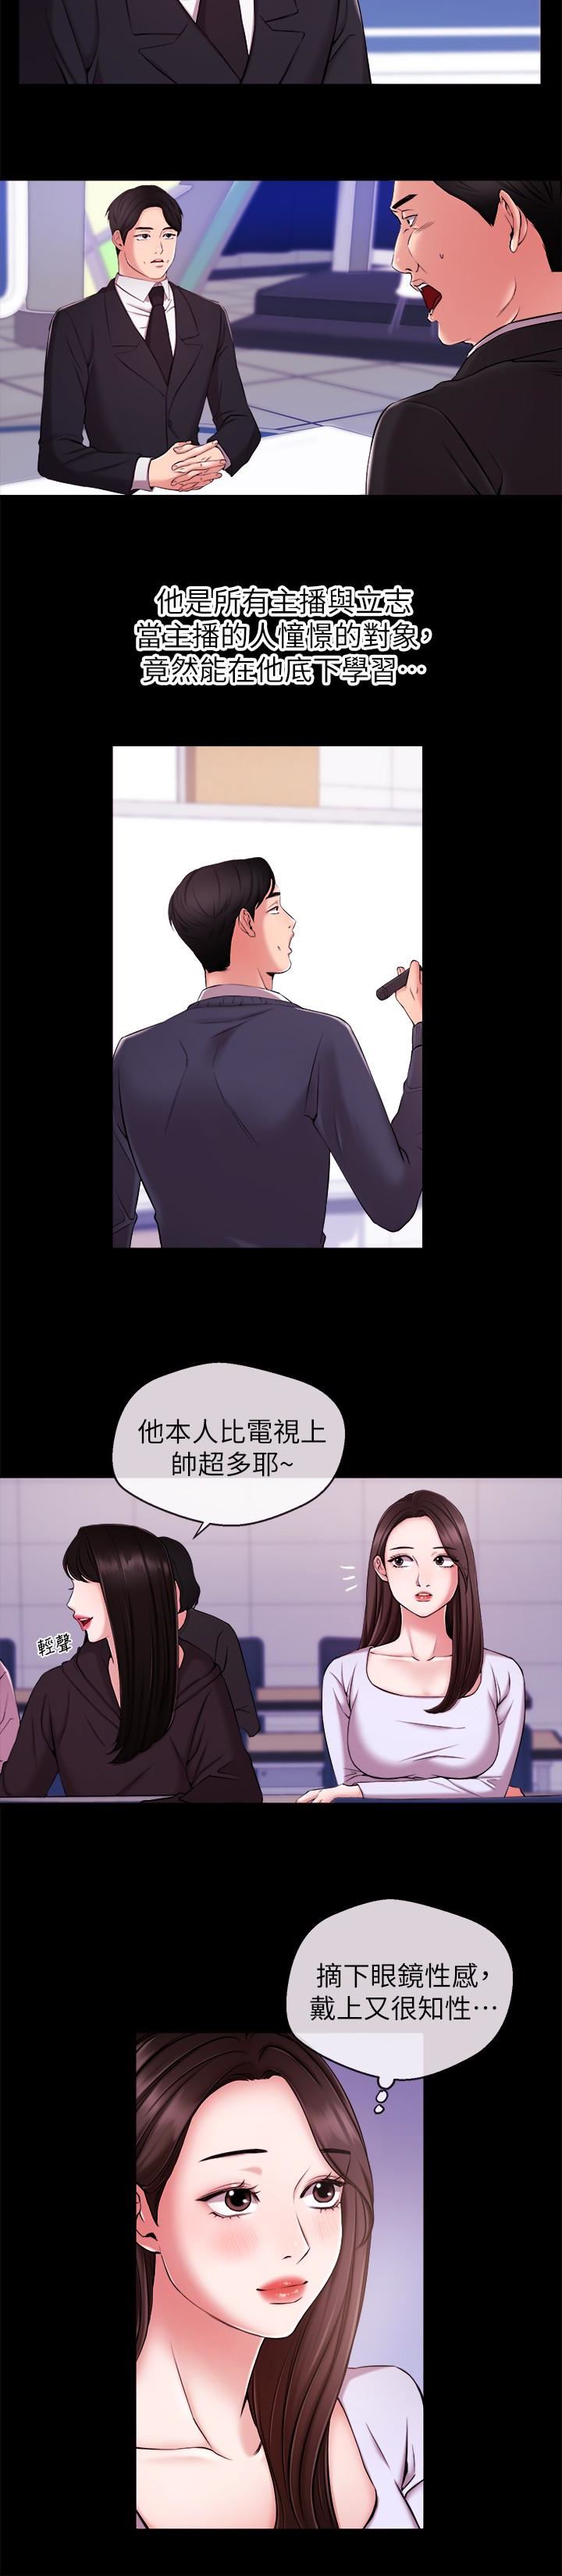 他是所有主播與立志
當主播的人憧憬的對象，
竟然能在他底下學習⋯
他本人比電視上
帥超多耶~
輕聲
摘下眼鏡性感，
戴上又很知性⋯